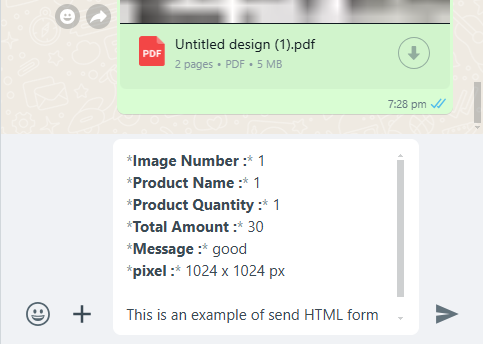 PDF
Untitled design (1).pdf
2 pages • PDF • 5 MB
7:28 pm
*Image Number :* 1
*Product Name :* 1
*Product Quantity :* 1
*Total Amount :* 30
*Message :* good
*pixel :* 1024 x 1024 px
This is an example of send HTML form